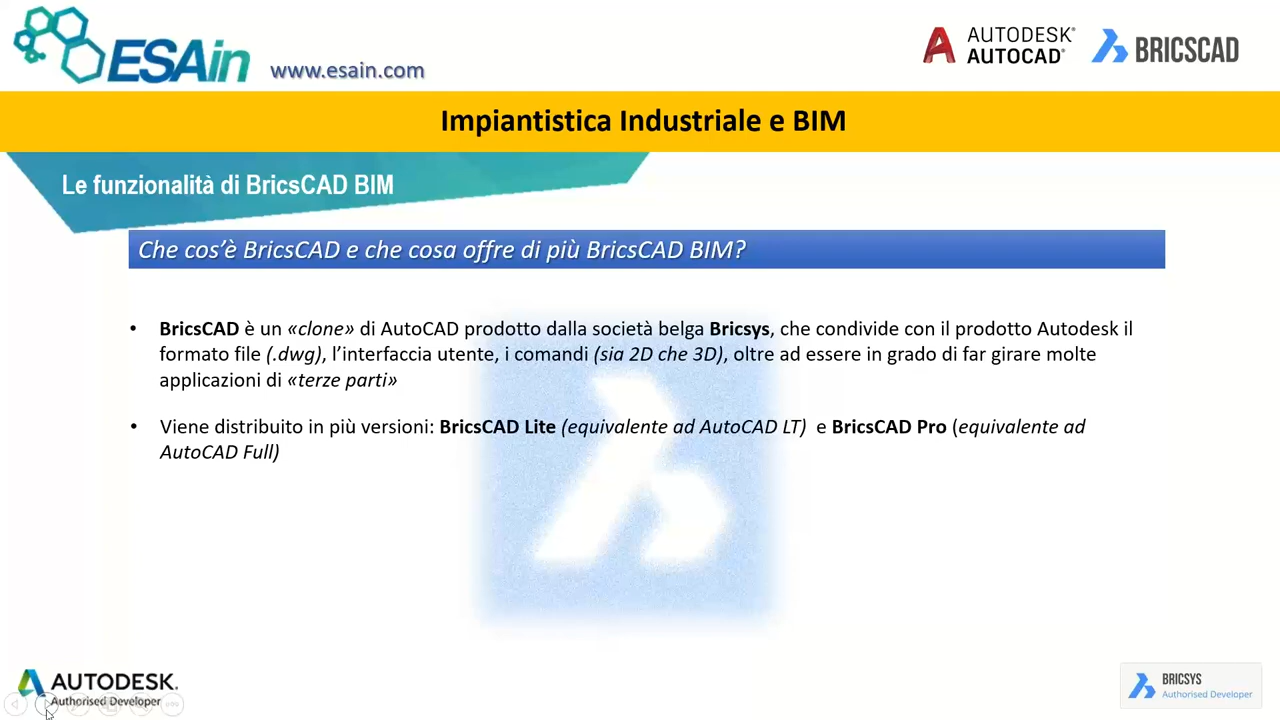 ESAin
www.esain.com
AUTODESK®
AUTOCAD®
BRICSCAD
Impiantistica Industriale e BIM
Le funzionalità di BricsCAD BIM
Che cos’è BricsCAD e che cosa offre di più BricsCAD BIM?
• BricsCAD è un «clone» di AutoCAD prodotto dalla società belga Bricsys, che condivide con il prodotto Autodesk il
formato file (.dwg), l’interfaccia utente, i comandi (sia 2D che 3D), oltre ad essere in grado di far girare molte
applicazioni di «terze parti»
• Viene distribuito in più versioni: BricsCAD Lite (equivalente ad AutoCAD LT) e BricsCAD Pro (equivalente ad
AutoCAD Full)
AUTODESK.
Authorised Developer
BRICSYS
Authorized Developer